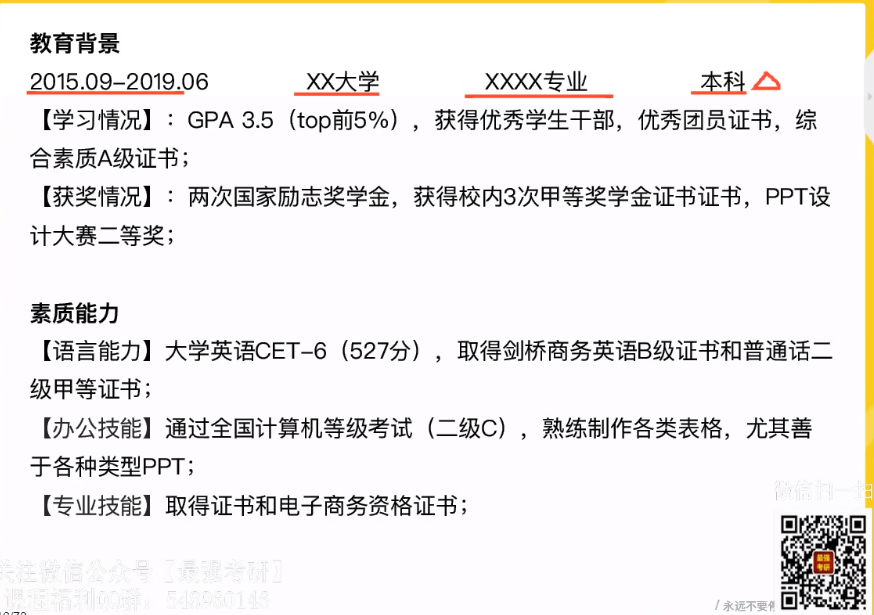 教育背景
2015.09–2019.06 XX大学 XXXX专业 本科
【学习情况】：GPA 3.5（top前5%），获得优秀学生干部，优秀团员证书，综
合素质A级证书；
【获奖情况】：两次国家励志奖学金，获得校内3次甲等奖学金证书证书，PPT设
计大赛二等奖；
素质能力
【语言能力】大学英语CET–6（527分），取得剑桥商务英语B级证书和普通话二
级甲等证书；
【办公技能】通过全国计算机等级考试（二级C），熟练制作各类表格，尤其善
于各种类型PPT；
【专业技能】取得证书和电子商务资格证书；
微信扫一扫
最强
考研
关注微信公众号【最强考研】
课程福利QQ群：548960148
/ 永远不要停